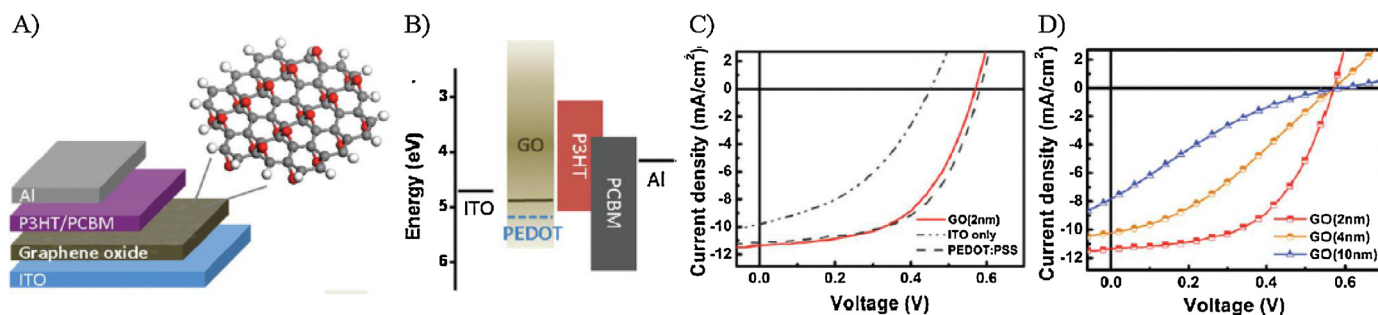 A)
Al
P3HT/PCBM
Graphene oxide
ITO
B)
Energy (eV)
3
4
5
6
ITO
GO
PEDOT
P3HT
PCBM
Al
C)
Current density (mA/cm²)
2
0
-2
-4
-6
-8
-10
-12
GO(2nm)
ITO only
PEDOT:PSS
0.0 0.2 0.4 0.6
Voltage (V)
D)
Current density (mA/cm²)
2
0
-2
-4
-6
-8
-10
-12
GO(2nm)
GO(4nm)
GO(10nm)
0.0 0.2 0.4 0.6
Voltage (V)